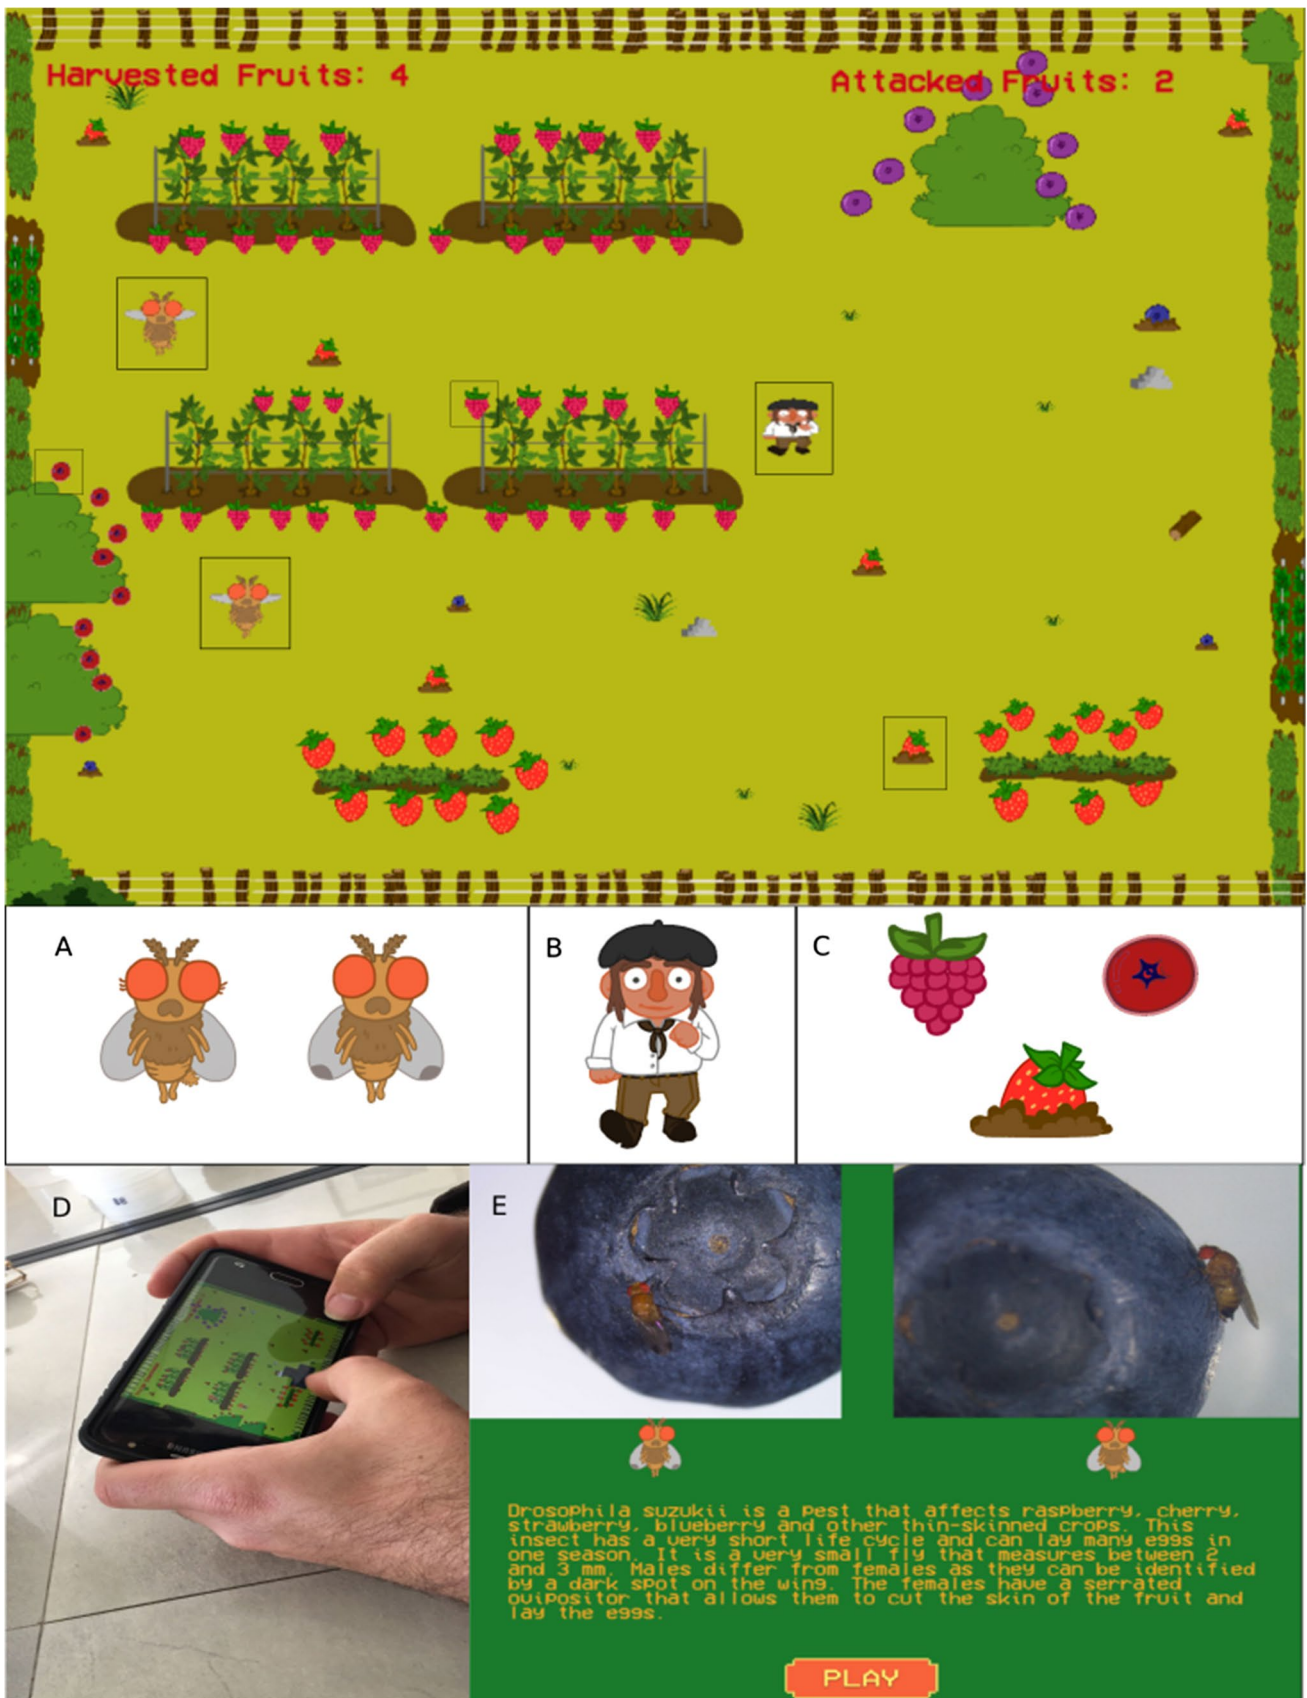 Harvested Fruits: 4
Attacked Fruits: 2
A
B
C
D
E
Drosophila suzukii is a pest that affects raspberry, cherry,
strawberry, blueberry and other thin-skinned crops. This
insect has a very short life cycle and can lay many eggs in
one season. It is a very small fly that measures between 2
and 3 mm. Males differ from females as they can be identified
by a dark spot on the wing. The females have a serrated
ovipositor that allows them to cut the skin of the fruit and
lay the eggs.
PLAY